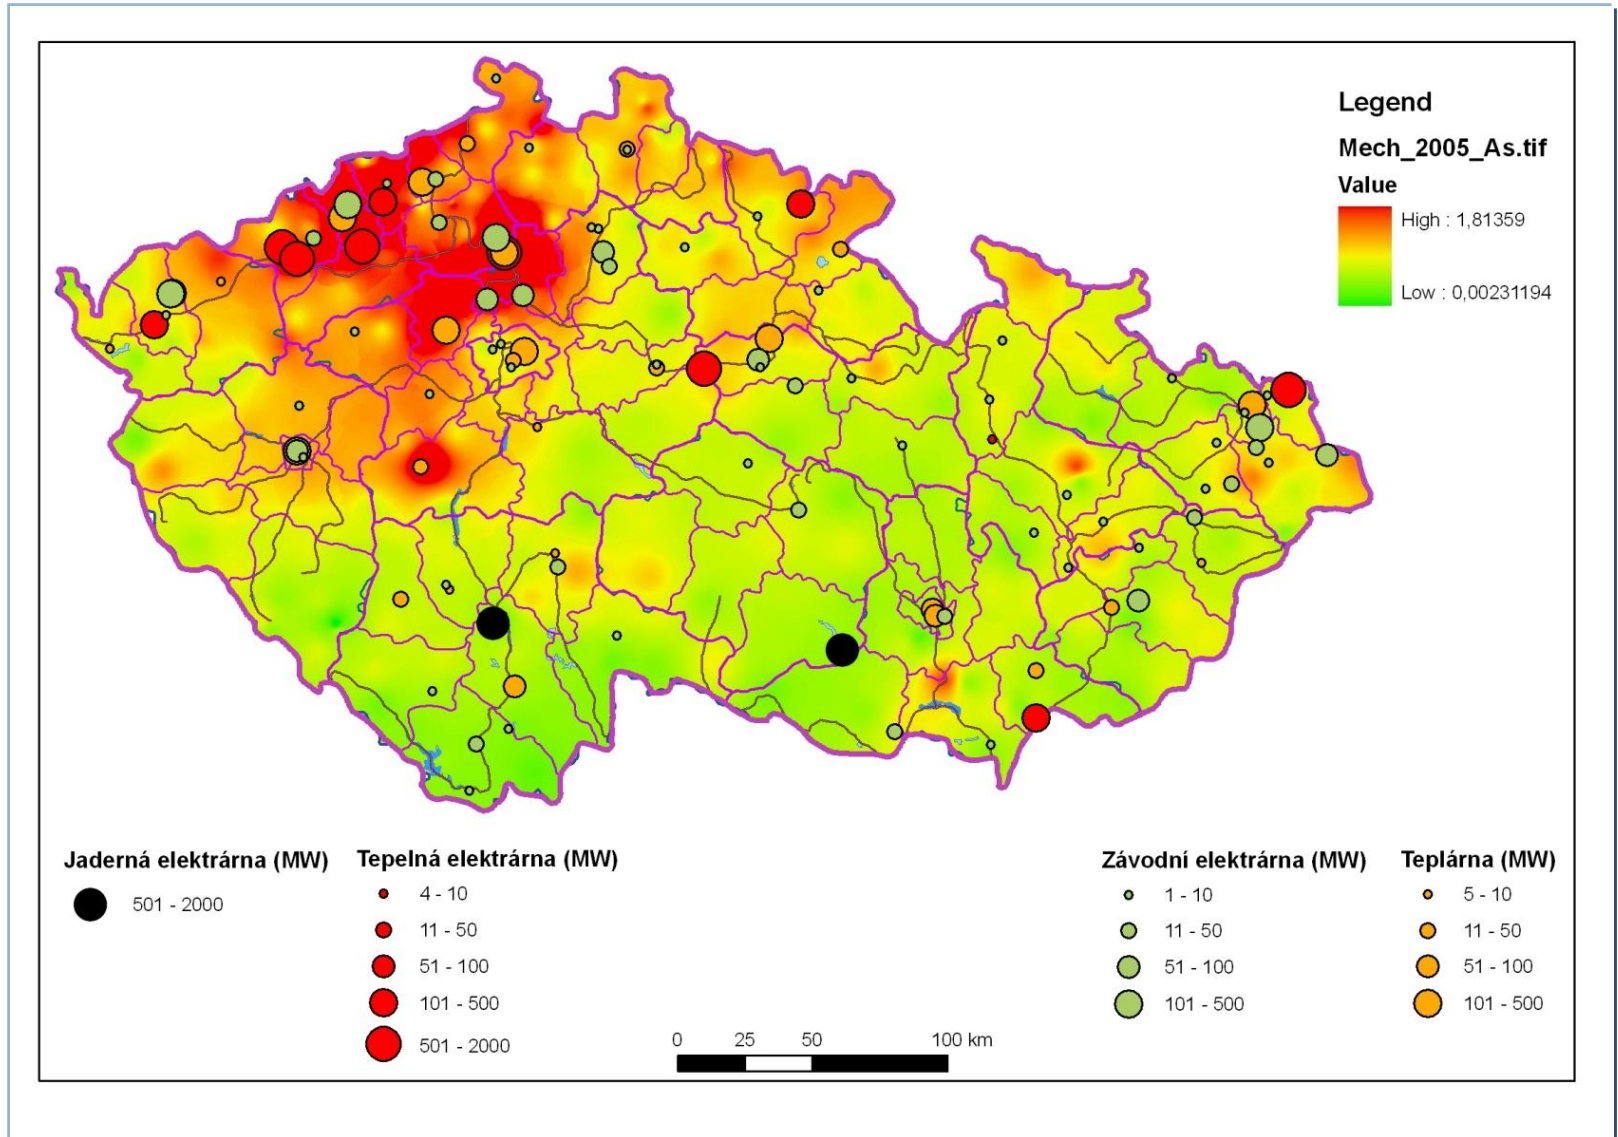 Legend
Mech_2005_As.tif
Value
High : 1,81359
Low : 0,00231194
Jaderná elektrárna (MW)
501 - 2000
Tepelná elektrárna (MW)
4 - 10
11 - 50
51 - 100
101 - 500
501 - 2000
0 25 50 100 km
Závodní elektrárna (MW)
1 - 10
11 - 50
51 - 100
101 - 500
Teplárna (MW)
5 - 10
11 - 50
51 - 100
101 - 500